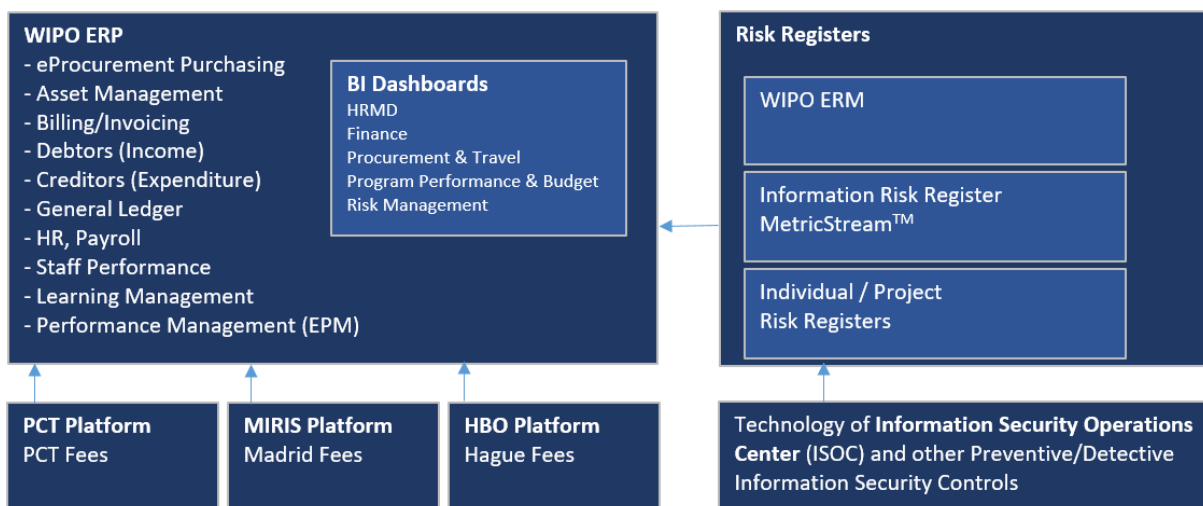 WIPO ERP
- eProcurement Purchasing
- Asset Management
- Billing/Invoicing
- Debtors (Income)
- Creditors (Expenditure)
- General Ledger
- HR, Payroll
- Staff Performance
- Learning Management
- Performance Management (EPM)
BI Dashboards
HRMD
Finance
Procurement & Travel
Program Performance & Budget
Risk Management
Risk Registers
WIPO ERM
Information Risk Register
MetricStream™
Individual / Project
Risk Registers
PCT Platform
PCT Fees
MIRIS Platform
Madrid Fees
HBO Platform
Hague Fees
Technology of Information Security Operations
Center (ISOC) and other Preventive/Detective
Information Security Controls